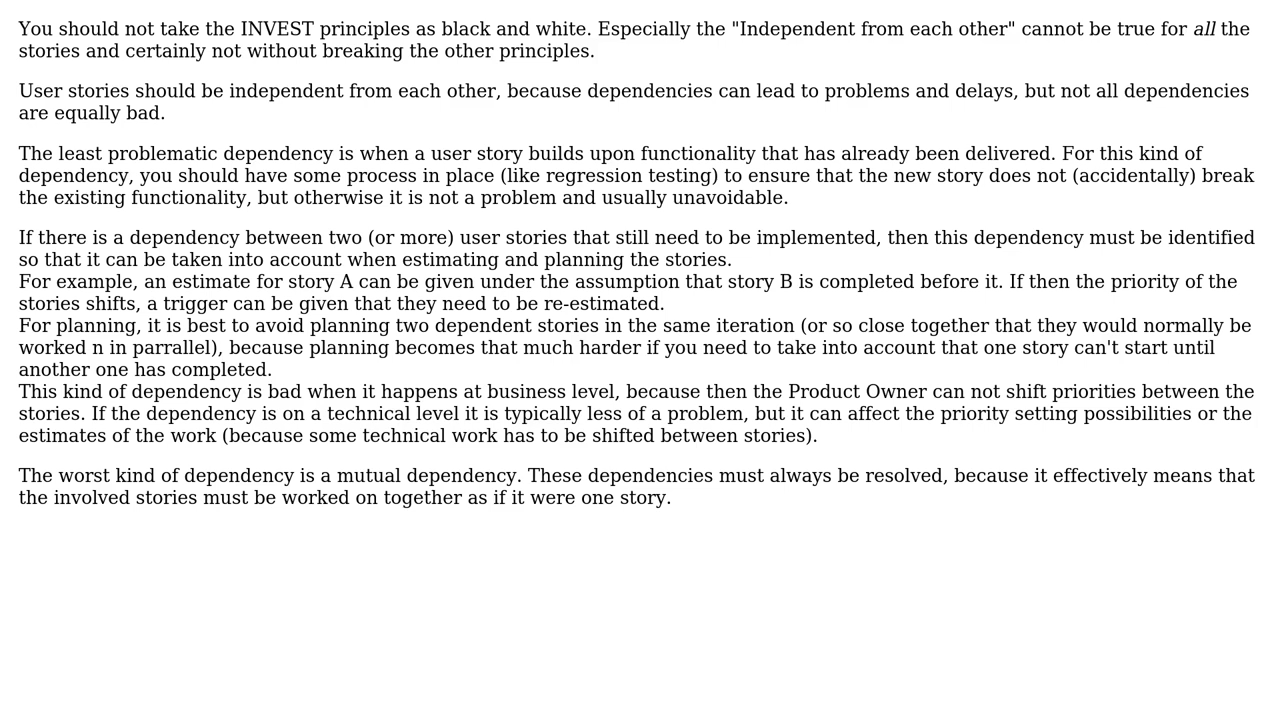 You should not take the INVEST principles as black and white. Especially the "Independent from each other" cannot be true for all the
stories and certainly not without breaking the other principles.
User stories should be independent from each other, because dependencies can lead to problems and delays, but not all dependencies
are equally bad.
The least problematic dependency is when a user story builds upon functionality that has already been delivered. For this kind of
dependency, you should have some process in place (like regression testing) to ensure that the new story does not (accidentally) break
the existing functionality, but otherwise it is not a problem and usually unavoidable.
If there is a dependency between two (or more) user stories that still need to be implemented, then this dependency must be identified
so that it can be taken into account when estimating and planning the stories.
For example, an estimate for story A can be given under the assumption that story B is completed before it. If then the priority of the
stories shifts, a trigger can be given that they need to be re-estimated.
For planning, it is best to avoid planning two dependent stories in the same iteration (or so close together that they would normally be
worked n in parrallel), because planning becomes that much harder if you need to take into account that one story can't start until
another one has completed.
This kind of dependency is bad when it happens at business level, because then the Product Owner can not shift priorities between the
stories. If the dependency is on a technical level it is typically less of a problem, but it can affect the priority setting possibilities or the
estimates of the work (because some technical work has to be shifted between stories).
The worst kind of dependency is a mutual dependency. These dependencies must always be resolved, because it effectively means that
the involved stories must be worked on together as if it were one story.